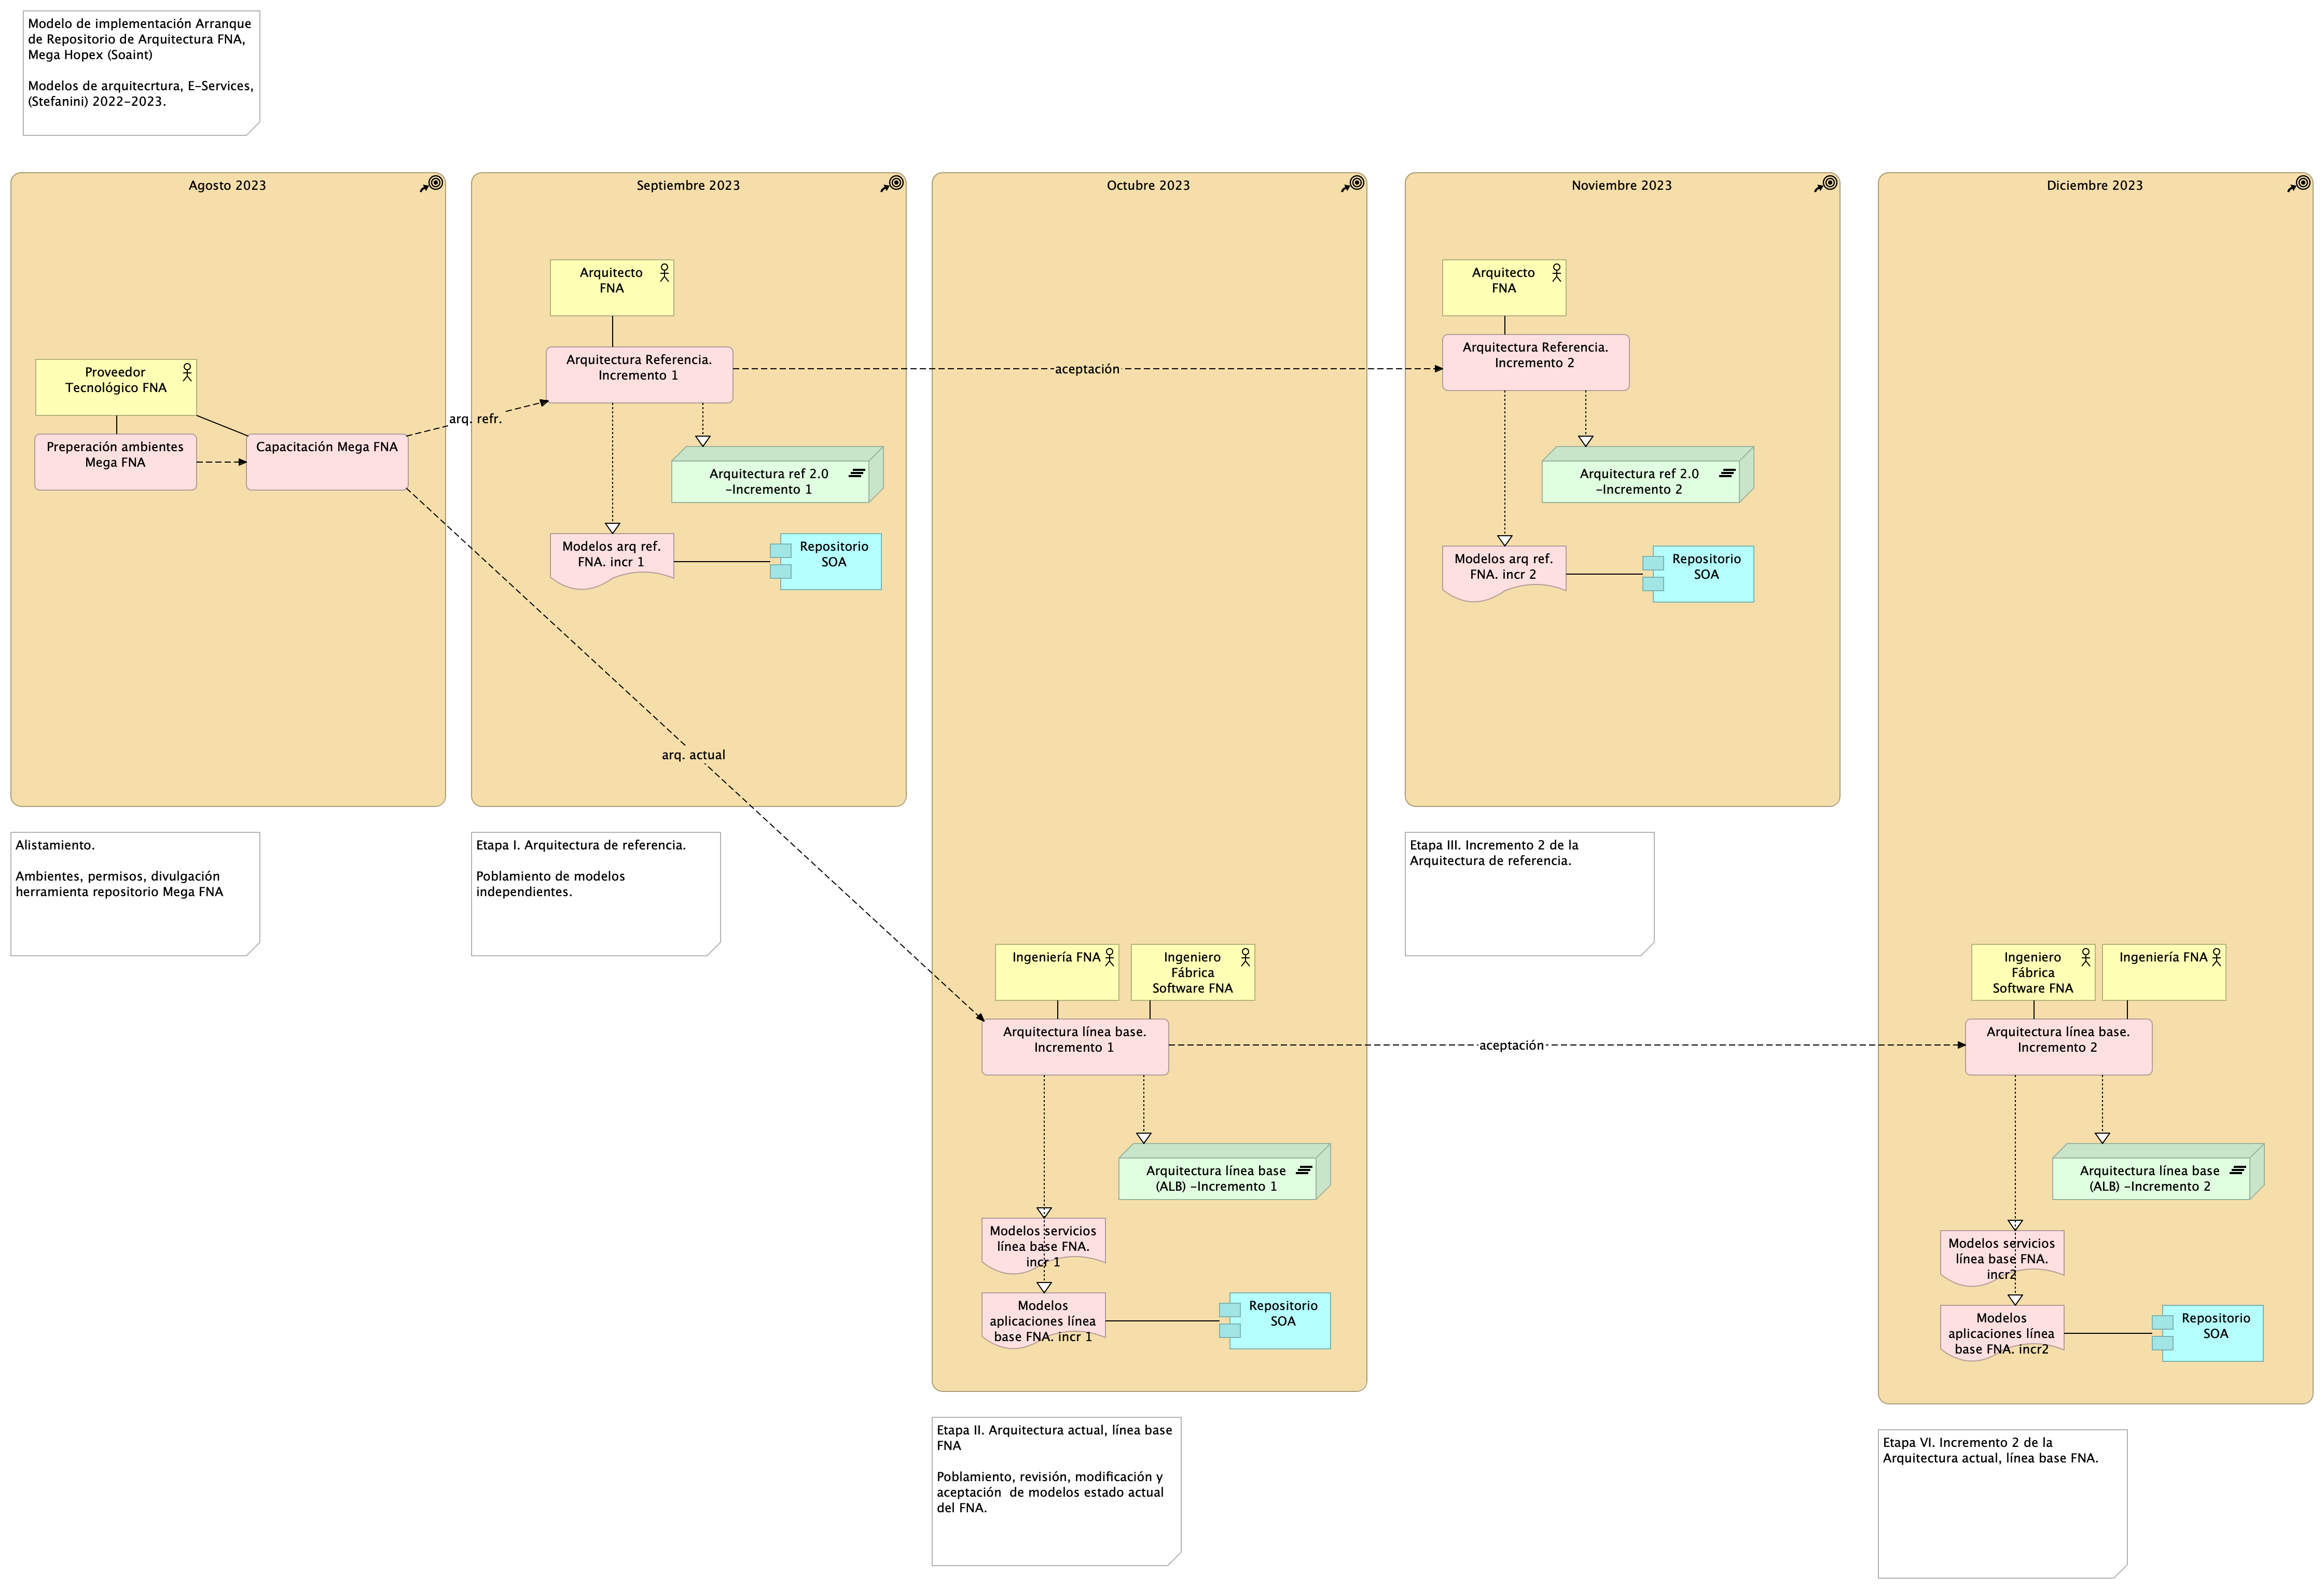 Modelo de implementación Arranque
de Repositorio de Arquitectura FNA,
Mega Hopex (Soaint)
Modelos de arquitecrtura, E-Services,
(Stefanini) 2022-2023.
Agosto 2023
Proveedor
Tecnológico FNA
Preperación ambientes
Mega FNA
Capacitación Mega FNA
arq. refr.
arq. actual
Alistamiento.
Ambientes, permisos, divulgación
herramienta repositorio Mega FNA
Septiembre 2023
Arquitecto
FNA
Arquitectura Referencia.
Incremento 1
aceptación
Arquitectura ref 2.0
-Incremento 1
Modelos arq ref.
FNA. incr 1
Repositorio
SOA
Etapa I. Arquitectura de referencia.
Poblamiento de modelos
independientes.
Octubre 2023
Ingeniería FNA
Ingeniero
Fábrica
Software FNA
Arquitectura línea base.
Incremento 1
aceptación
Arquitectura línea base
(ALB) -Incremento 1
Modelos servicios
línea base FNA.
incr 1
Modelos
aplicaciones línea
base FNA. incr 1
Repositorio
SOA
Etapa II. Arquitectura actual, línea base
FNA
Poblamiento, revisión, modificación y
aceptación  de modelos estado actual
del FNA.
Noviembre 2023
Arquitecto
FNA
Arquitectura Referencia.
Incremento 2
Arquitectura ref 2.0
-Incremento 2
Modelos arq ref.
FNA. incr 2
Repositorio
SOA
Etapa III. Incremento 2 de la
Arquitectura de referencia.
Diciembre 2023
Ingeniero
Fábrica
Software FNA
Ingeniería FNA
Arquitectura línea base.
Incremento 2
Arquitectura línea base
(ALB) -Incremento 2
Modelos servicios
línea base FNA.
incr2
Modelos
aplicaciones línea
base FNA. incr2
Repositorio
SOA
Etapa VI. Incremento 2 de la
Arquitectura actual, línea base FNA.